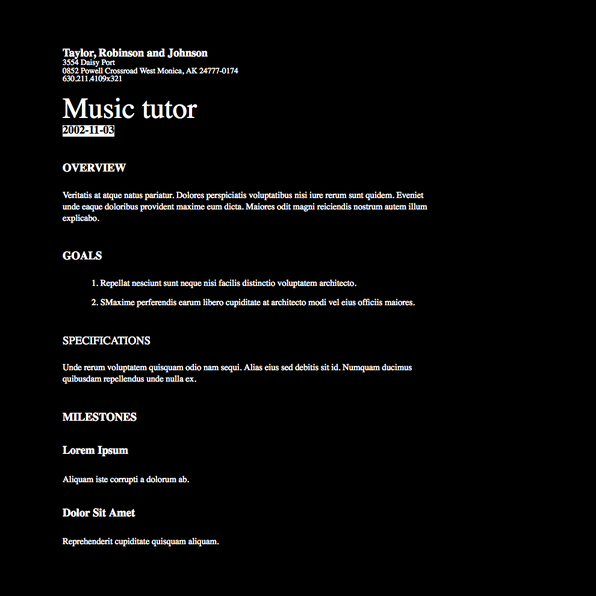 Taylor, Robinson and Johnson
3554 Daisy Port
0852 Powell Crossroad West Monica, AK 24777-0174
630.211.4109x321
Music tutor
2002-11-03
OVERVIEW
Veritatis at atque natus pariatur. Dolores perspiciatis voluptatibus nisi iure rerum sunt quidem. Eveniet
unde eaque doloribus provident maxime eum dicta. Maiores odit magni reiciendis nostrum autem illum
explicabo.
GOALS
1. Repellat nesciunt sunt neque nisi facilis distinctio voluptatem architecto.
2. SMaxime perferendis earum libero cupiditate at architecto modi vel eius officiis maiores.
SPECIFICATIONS
Unde rerum voluptatem quisquam odio nam sequi. Alias eius sed debitis sit id. Numquam ducimus
quibusdam repellendus unde nulla ex.
MILESTONES
Lorem Ipsum
Aliquam iste corrupti a dolorum ab.
Dolor Sit Amet
Reprehenderit cupiditate quisquam aliquam.